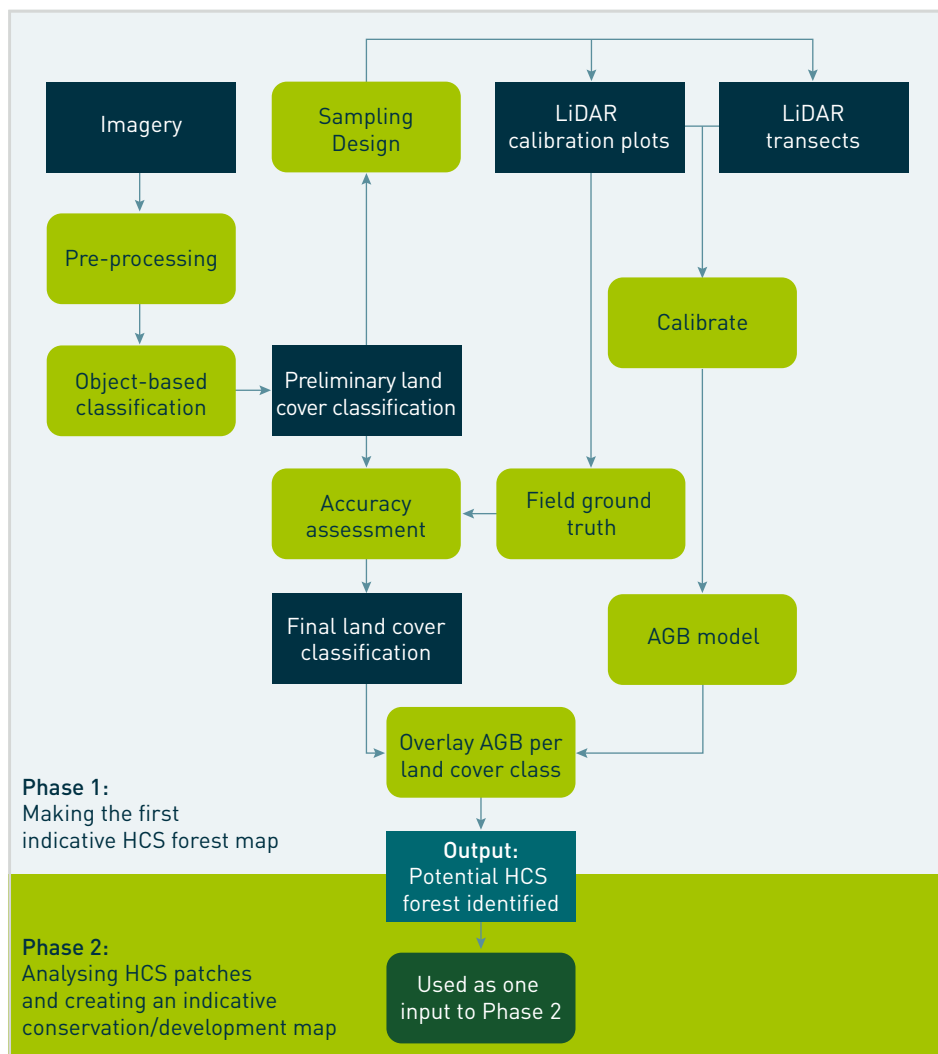 Imagery
Sampling
Design
LiDAR
calibration plots
LiDAR
transects
Pre-processing
Calibrate
Object-based
classification
Preliminary land
cover classification
Accuracy
assessment
Field ground
truth
Final land cover
classification
AGB model
Overlay AGB per
land cover class
Phase 1:
Making the first
indicative HCS forest map
Output:
Potential HCS
forest identified
Phase 2:
Analysing HCS patches
and creating an indicative
conservation/development map
Used as one
input to Phase 2